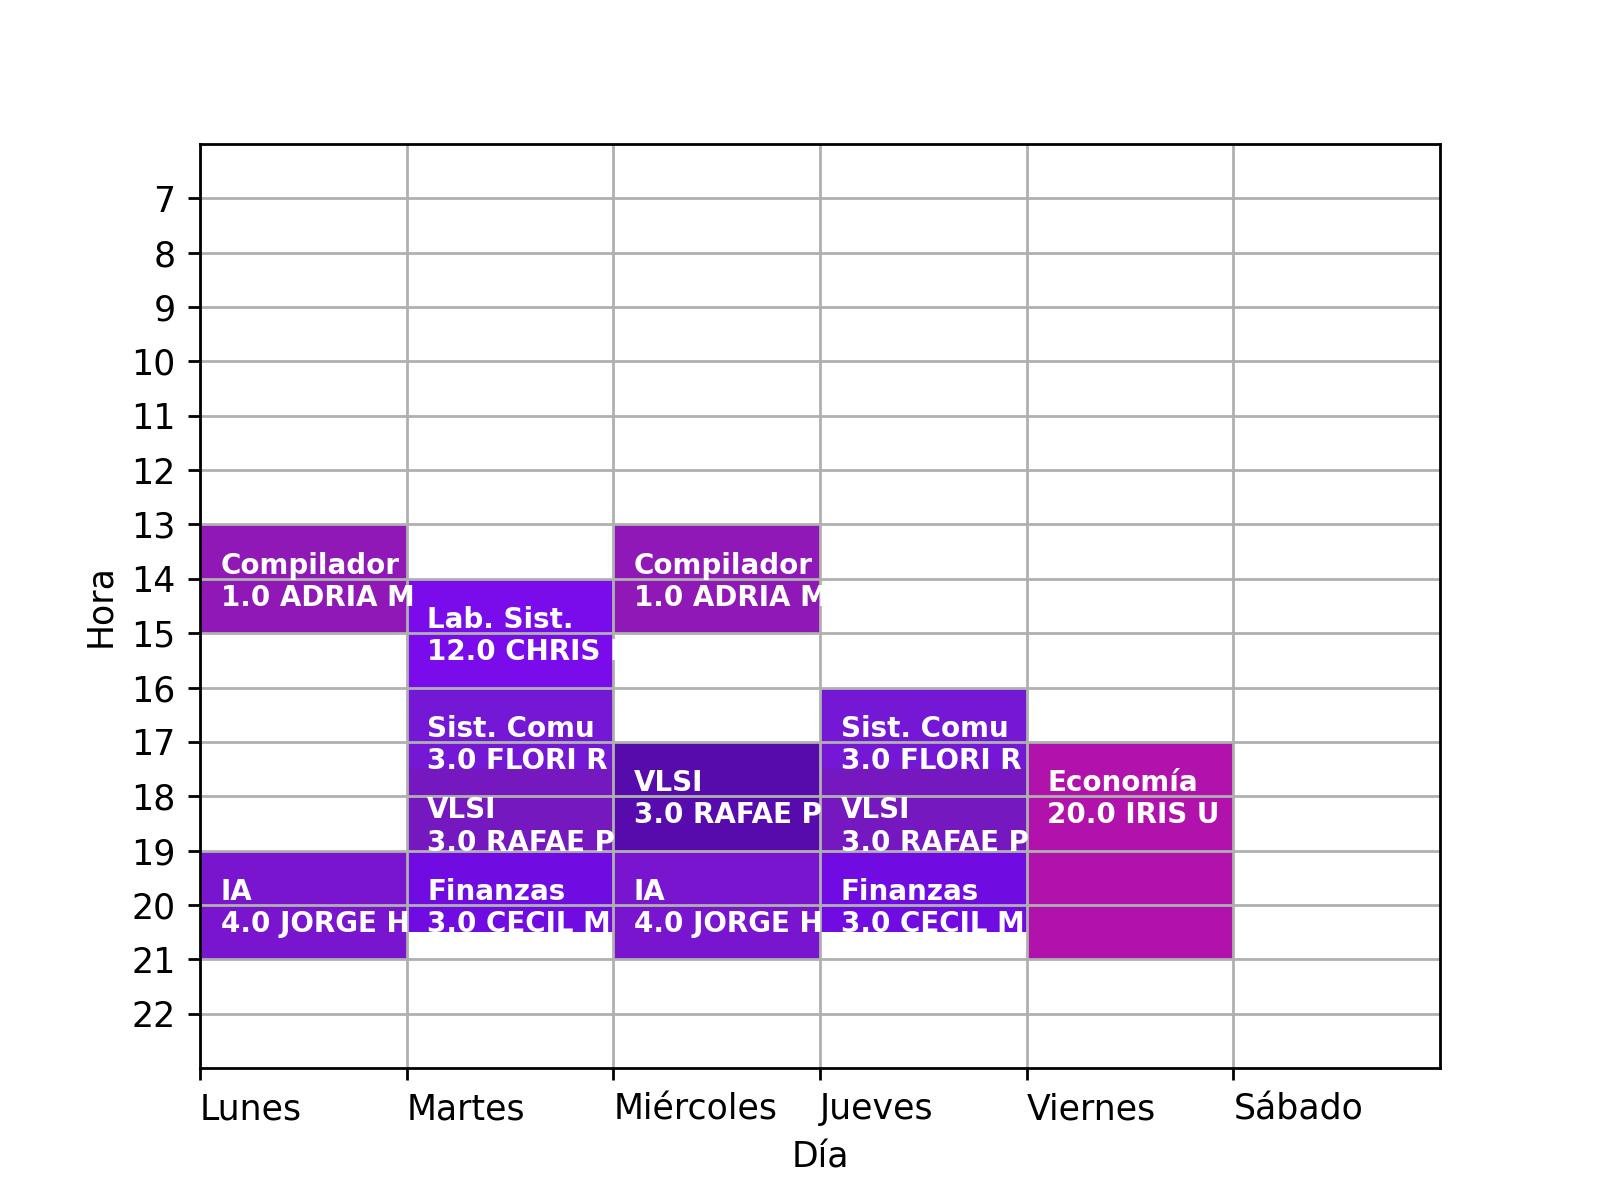 Hora
7
8
9
10
11
12
13
14
15
16
17
18
19
20
21
22
Compilador
1.0 ADRIA M
IA
4.0 JORGE H
Lab. Sist.
12.0 CHRIS
Sist. Comu
3.0 FLORI R
VLSI
3.0 RAFAE P
Finanzas
3.0 CECIL M
Compilador
1.0 ADRIA M
VLSI
3.0 RAFAE P
IA
4.0 JORGE H
Sist. Comu
3.0 FLORI R
VLSI
3.0 RAFAE P
Finanzas
3.0 CECIL M
Economía
20.0 IRIS U
Lunes Martes Miércoles Jueves Viernes Sábado
Día